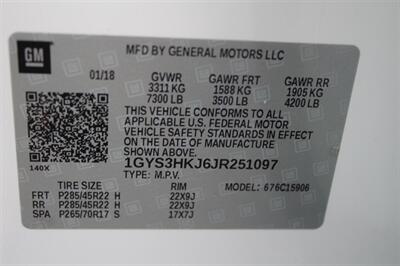 GM
MFD BY GENERAL MOTORS LLC
01/18 GVWR GAWR FRT GAWR RR
3311 KG 1588 KG 1905 KG
7300 LB 3500 LB 4200 LB
THIS VEHICLE CONFORMS TO ALL
APPLICABLE U.S. FEDERAL MOTOR
VEHICLE SAFETY STANDARDS IN EFFECT
ON THE DATE OF MANUFACTURE SHOWN ABOVE.
1GYS3HKJ6JR251097
140X TYPE: M.P.V.
TIRE SIZE RIM MODEL: 676C15906
FRT P285/45R22 H 22X9J
RR P285/45R22 H 22X9J
SPA P265/70R17 S 17X7J